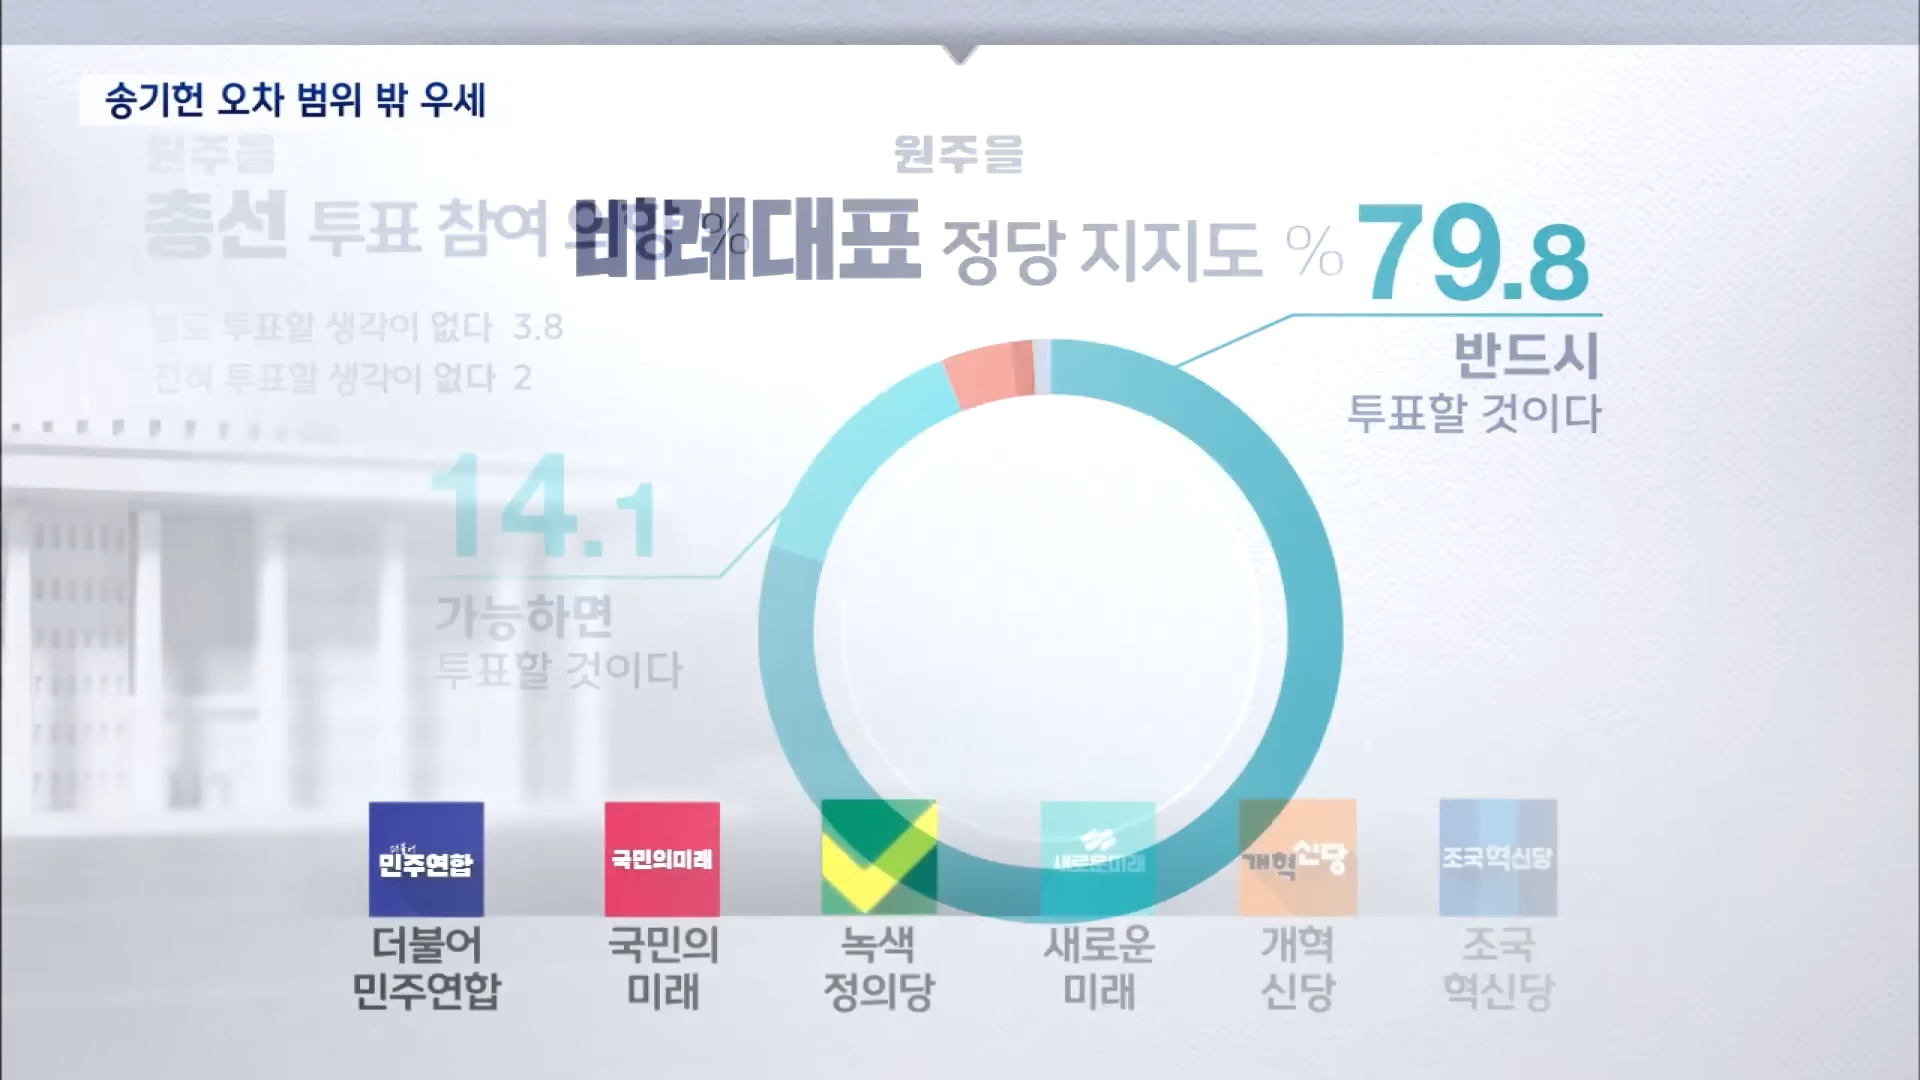 송기헌 오차 범위 밖 우세
원주을
총선 투표 참여 %
별로 투표할 생각이 없다 3.8
전혀 투표할 생각이 없다 2
원주을
비례대표 정당 지지도 %
79.8
반드시
투표할 것이다
14.1
가능하면
투표할 것이다
더불어
민주연합
국민의미래
새로운미래
개혁신당
조국혁신당
더불어
민주연합
국민의
미래
녹색
정의당
새로운
미래
개혁
신당
조국
혁신당